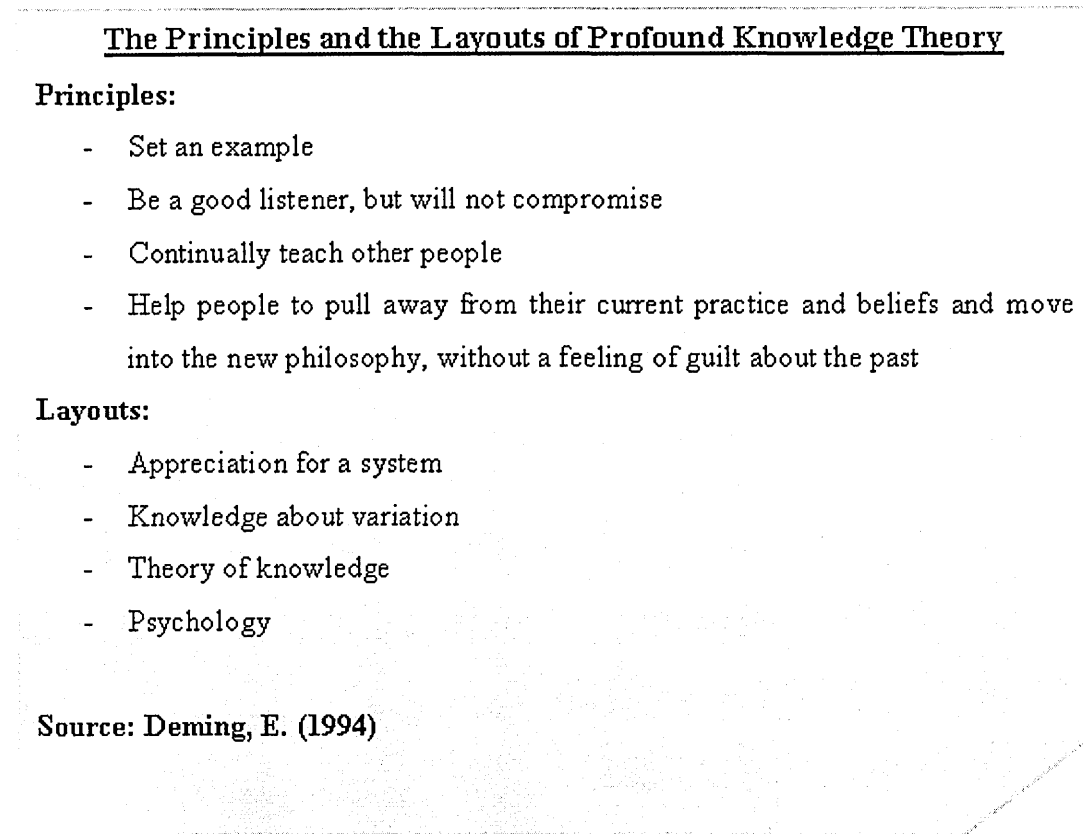 The Principles and the Layouts of Profound Knowledge Theory
Principles:
- Set an example
- Be a good listener, but will not compromise
- Continually teach other people
- Help people to pull away from their current practice and beliefs and move
into the new philosophy, without a feeling of guilt about the past
Layouts:
- Appreciation for a system
- Knowledge about variation
- Theory of knowledge
- Psychology
Source: Deming, E. (1994)